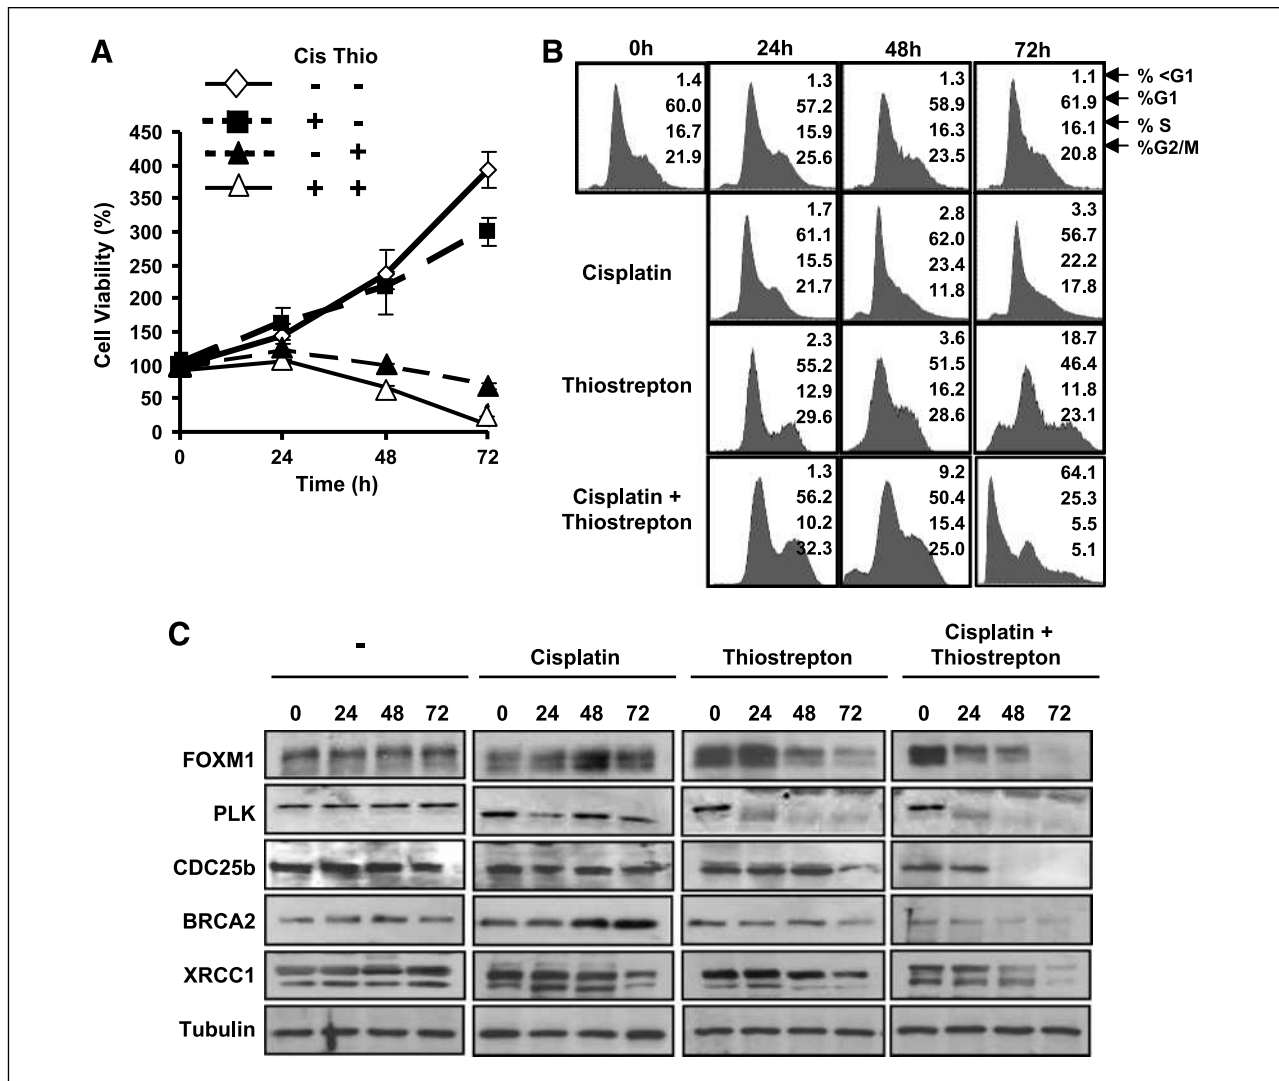 A
Cis Thio
- -
+ -
- +
+ +
450
400
350
300
250
200
150
100
50
0
Cell Viability (%)
0 24 48 72
Time (h)
B
0h 24h 48h 72h
1.4 1.3 1.3 1.1 % <G1
60.0 57.2 58.9 61.9 %G1
16.7 15.9 16.3 16.1 % S
21.9 25.6 23.5 20.8 %G2/M
Cisplatin
1.7 2.8 3.3
61.1 62.0 56.7
15.5 23.4 22.2
21.7 11.8 17.8
Thiostrepton
2.3 3.6 18.7
55.2 51.5 46.4
12.9 16.2 11.8
29.6 28.6 23.1
Cisplatin +
Thiostrepton
1.3 9.2 64.1
56.2 50.4 25.3
10.2 15.4 5.5
32.3 25.0 5.1
C
- Cisplatin Thiostrepton Cisplatin +
Thiostrepton
0 24 48 72 0 24 48 72 0 24 48 72 0 24 48 72
FOXM1
PLK
CDC25b
BRCA2
XRCC1
Tubulin